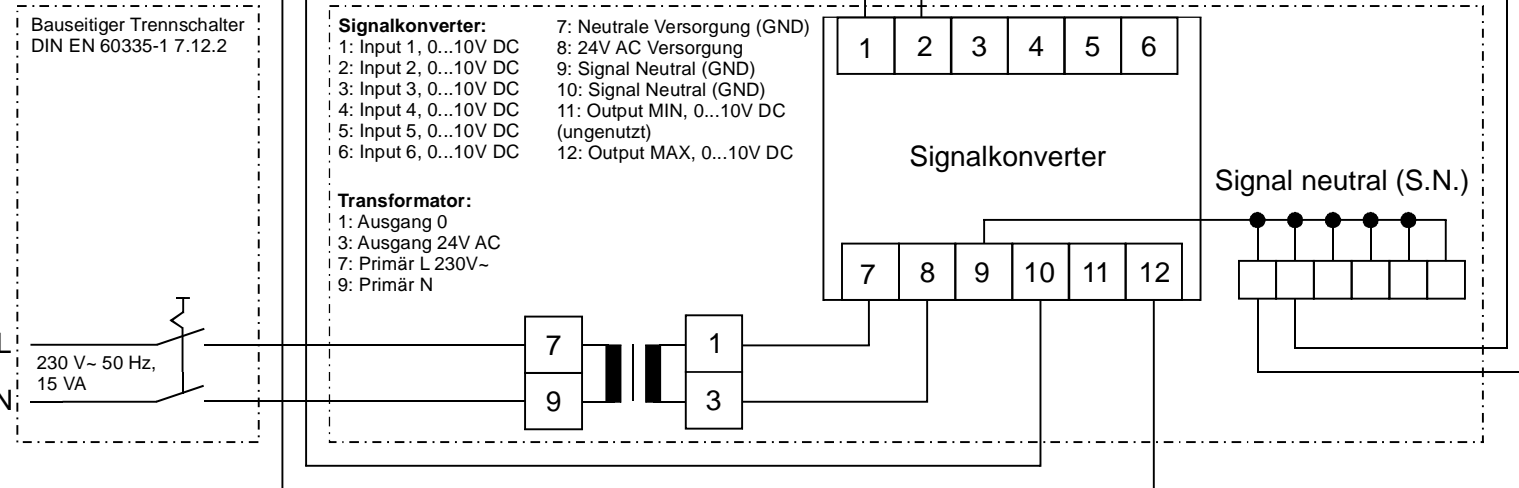 Bauseitiger Trennschalter
DIN EN 60335-1 7.12.2
Signalkonverter:
1: Input 1, 0...10V DC
2: Input 2, 0...10V DC
3: Input 3, 0...10V DC
4: Input 4, 0...10V DC
5: Input 5, 0...10V DC
6: Input 6, 0...10V DC
7: Neutrale Versorgung (GND)
8: 24V AC Versorgung
9: Signal Neutral (GND)
10: Signal Neutral (GND)
11: Output MIN, 0...10V DC
(ungenutzt)
12: Output MAX, 0...10V DC
Transformator:
1: Ausgang 0
3: Ausgang 24V AC
7: Primär L 230V~
9: Primär N
1 2 3 4 5 6
Signalkonverter
Signal neutral (S.N.)
7 8 9 10 11 12
L
230 V~ 50 Hz,
15 VA
N
7 1
9 3